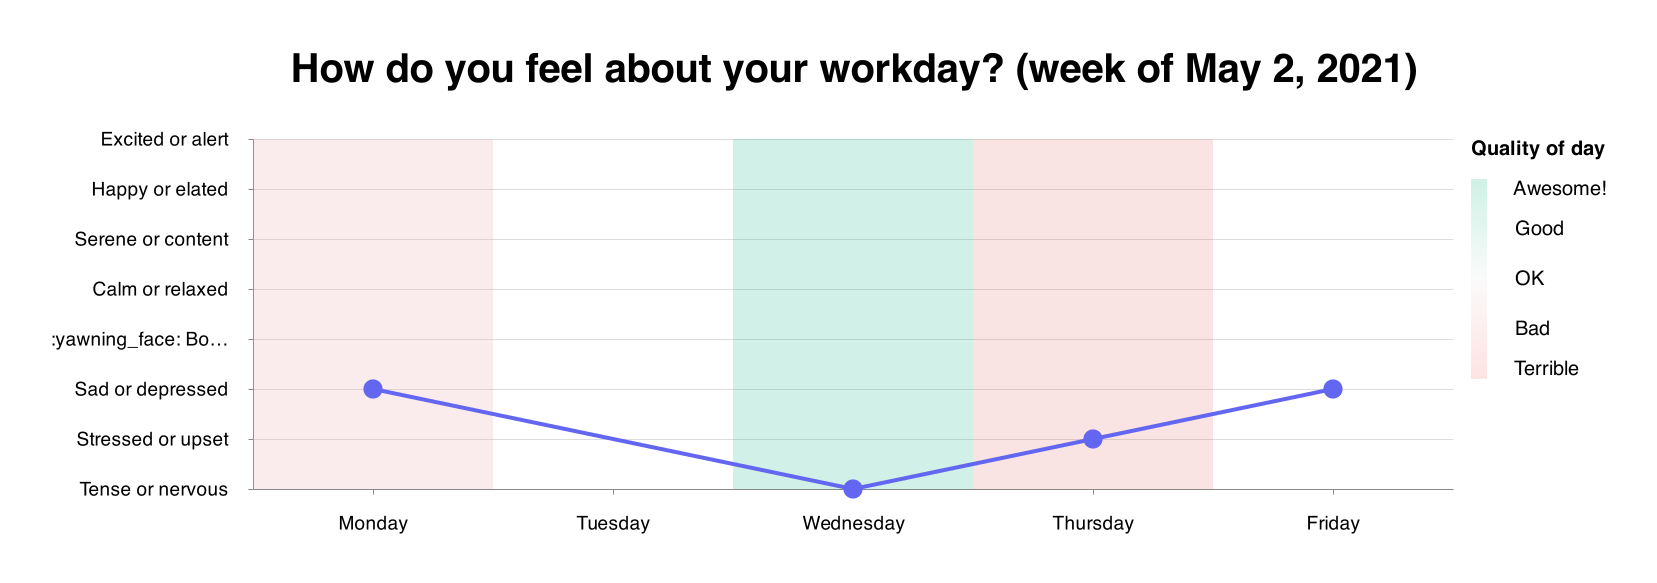 How do you feel about your workday? (week of May 2, 2021)
Excited or alert
Happy or elated
Serene or content
Calm or relaxed
:yawning_face: Bo…
Sad or depressed
Stressed or upset
Tense or nervous
Monday Tuesday Wednesday Thursday Friday
Quality of day
Awesome!
Good
OK
Bad
Terrible